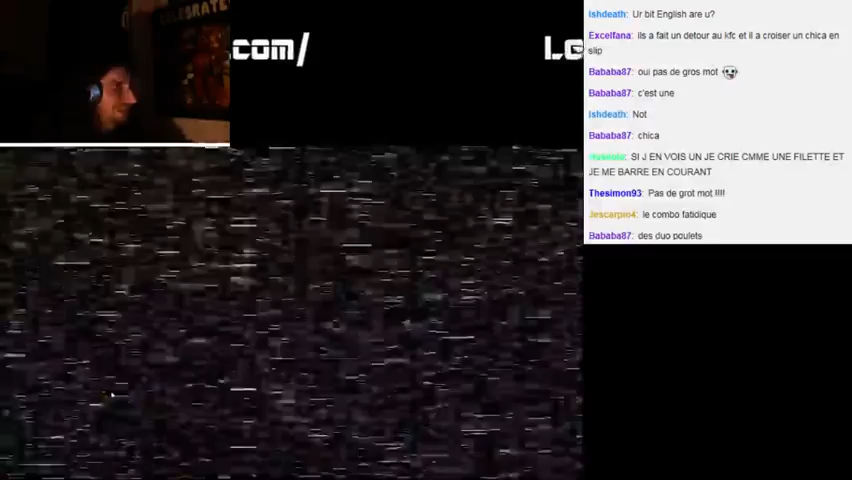 CELEBRATE
.com/
Le
Ishdeath: Ur bit English are u?
Excelfana: Ils a fait un detour au kfc et il a croiser un chica en
slip
Bababa87: oui pas de gros mot
Bababa87: c'est une
Ishdeath: Not
Bababa87: chica
SI J EN VOIS UN JE CRIE CMME UNE FILETTE ET
JE ME BARRE EN COURANT
Thesimon93: Pas de grot mot !!!!
Jescarpio4: le combo fatidique
Bababa87: des duo poulets